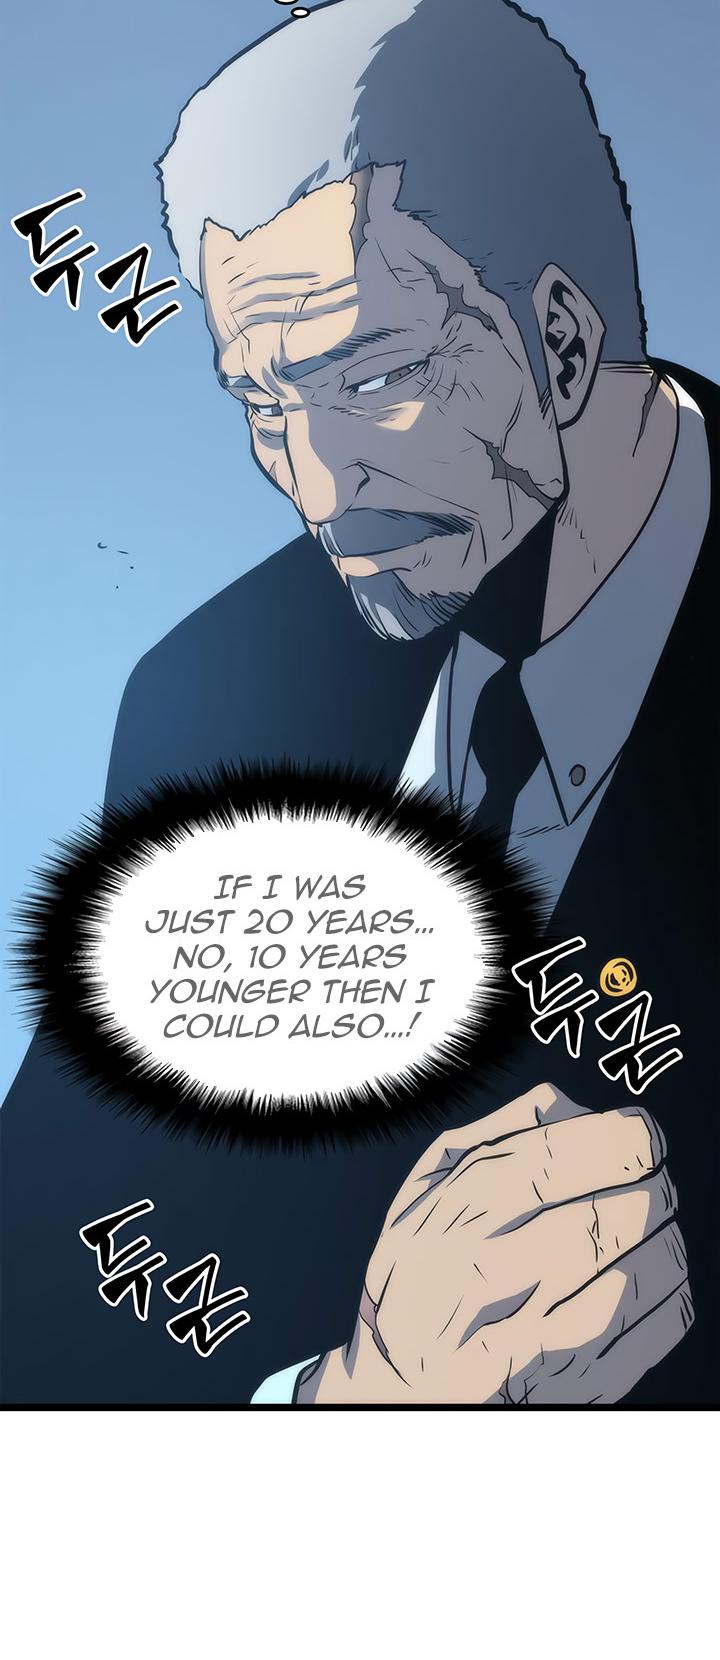 두근
IF I WAS
JUST 20 YEARS...
NO, 10 YEARS
YOUNGER THEN I
COULD ALSO...!
두근
두근